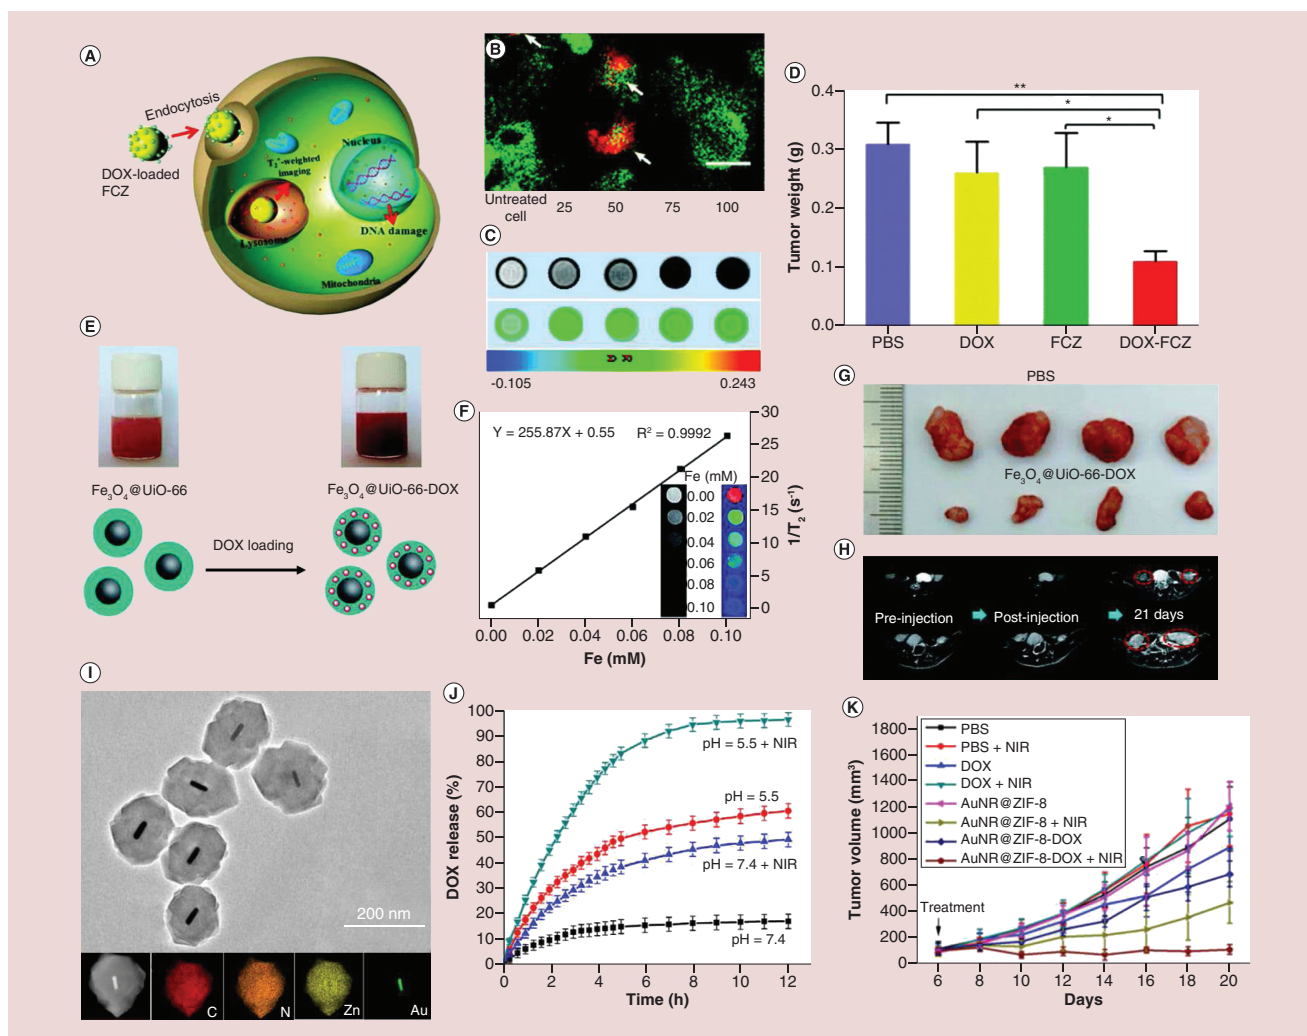 A
Endocytosis
DOX-loaded
FCZ
T2*-weighted
imaging
Nucleus
Lysosome
DNA damage
Mitochondria
B
Untreated
cell
25
50
75
100
C
-0.105
0.243
D
Tumor weight (g)
0.4
0.3
0.2
0.1
0.0
**
*
*
PBS
DOX
FCZ
DOX-FCZ
E
Fe3O4@UiO-66
Fe3O4@UiO-66-DOX
DOX loading
F
Y = 255.87X + 0.55
R2 = 0.9992
Fe (mM)
0.00
0.02
0.04
0.06
0.08
0.10
30
25
20
15
10
5
0
1/T2 (s-1)
0.00
0.02
0.04
0.06
0.08
0.10
Fe (mM)
G
PBS
Fe3O4@UiO-66-DOX
H
Pre-injection
Post-injection
21 days
I
200 nm
C
N
Zn
Au
J
DOX release (%)
100
90
80
70
60
50
40
30
20
10
0
pH = 5.5 + NIR
pH = 5.5
pH = 7.4 + NIR
pH = 7.4
0
2
4
6
8
10
12
Time (h)
K
Tumor volume (mm3)
1800
1600
1400
1200
1000
800
600
400
200
0
PBS
PBS + NIR
DOX
DOX + NIR
AuNR@ZIF-8
AuNR@ZIF-8 + NIR
AuNR@ZIF-8-DOX
AuNR@ZIF-8-DOX + NIR
Treatment
6
8
10
12
14
16
18
20
Days